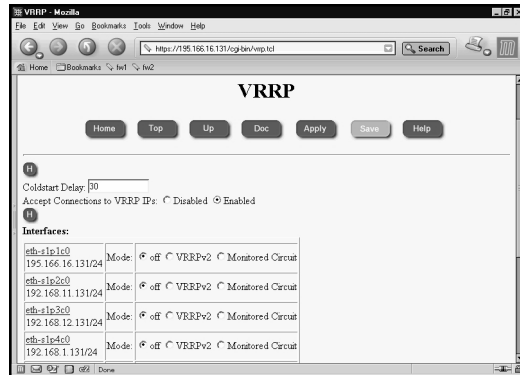 VRRP - Mozilla
File Edit View Go Bookmarks Tools Window Help
https://195.166.16.131/cgi-bin/vrrp.tcl
Search
Home Bookmarks fw1 fw2
VRRP
Home Top Up Doc Apply Save Help
H
Coldstart Delay: 30
Accept Connections to VRRP IPs: Disabled Enabled
H
Interfaces:
eth-s1p1c0
195.166.16.131/24
Mode: off VRRPv2 Monitored Circuit
eth-s1p2c0
192.168.11.131/24
Mode: off VRRPv2 Monitored Circuit
eth-s1p3c0
192.168.12.131/24
Mode: off VRRPv2 Monitored Circuit
eth-s1p4c0
192.168.1.131/24
Mode: off VRRPv2 Monitored Circuit
Done